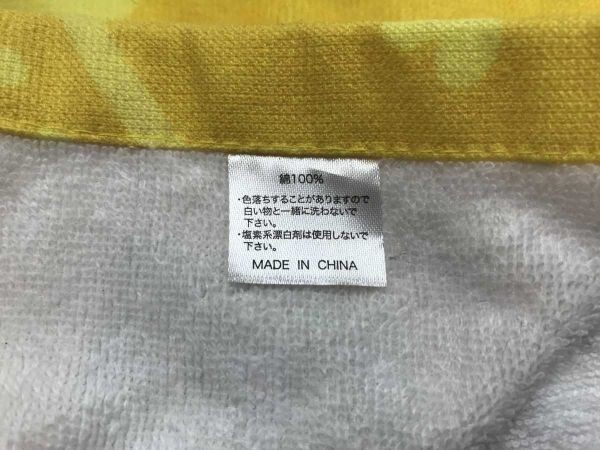 綿100%
・色落ちすることがありますので
白い物と一緒に洗わないで
下さい。
・塩素系漂白剤は使用しないで
下さい。
MADE IN CHINA